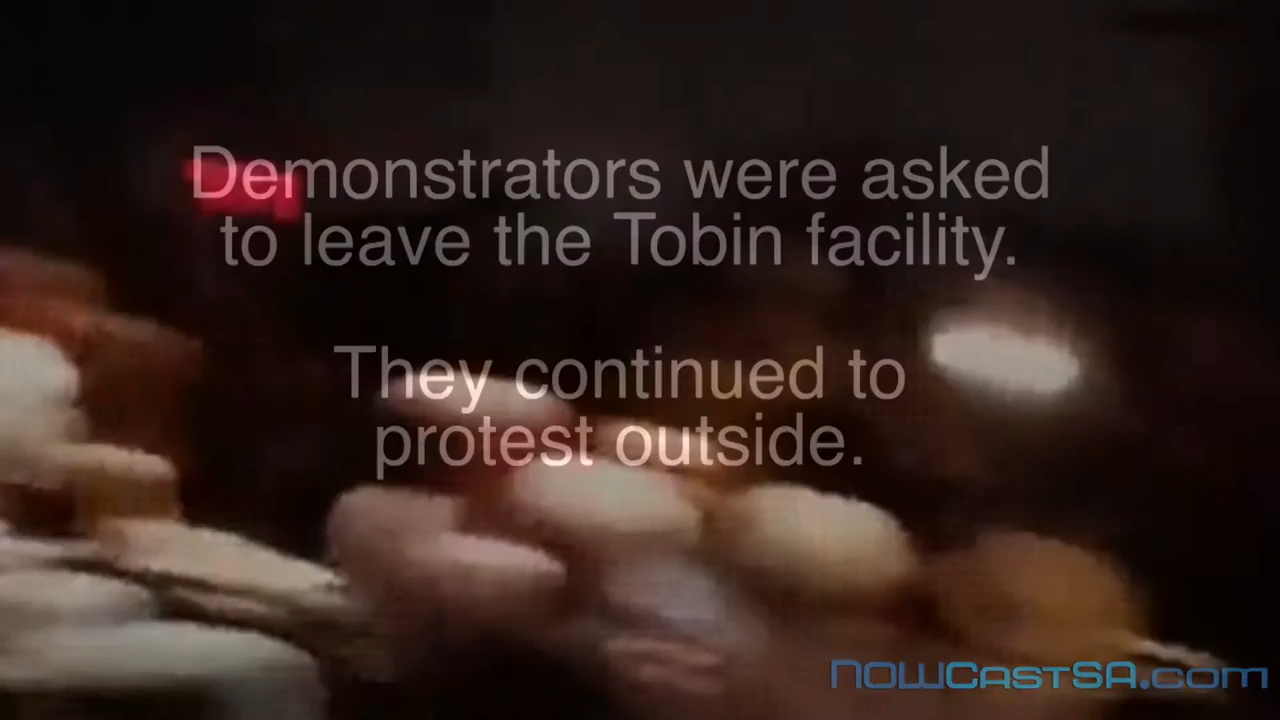 Demonstrators were asked
to leave the Tobin facility.
They continued to
protest outside.
NOWCASTSA.com